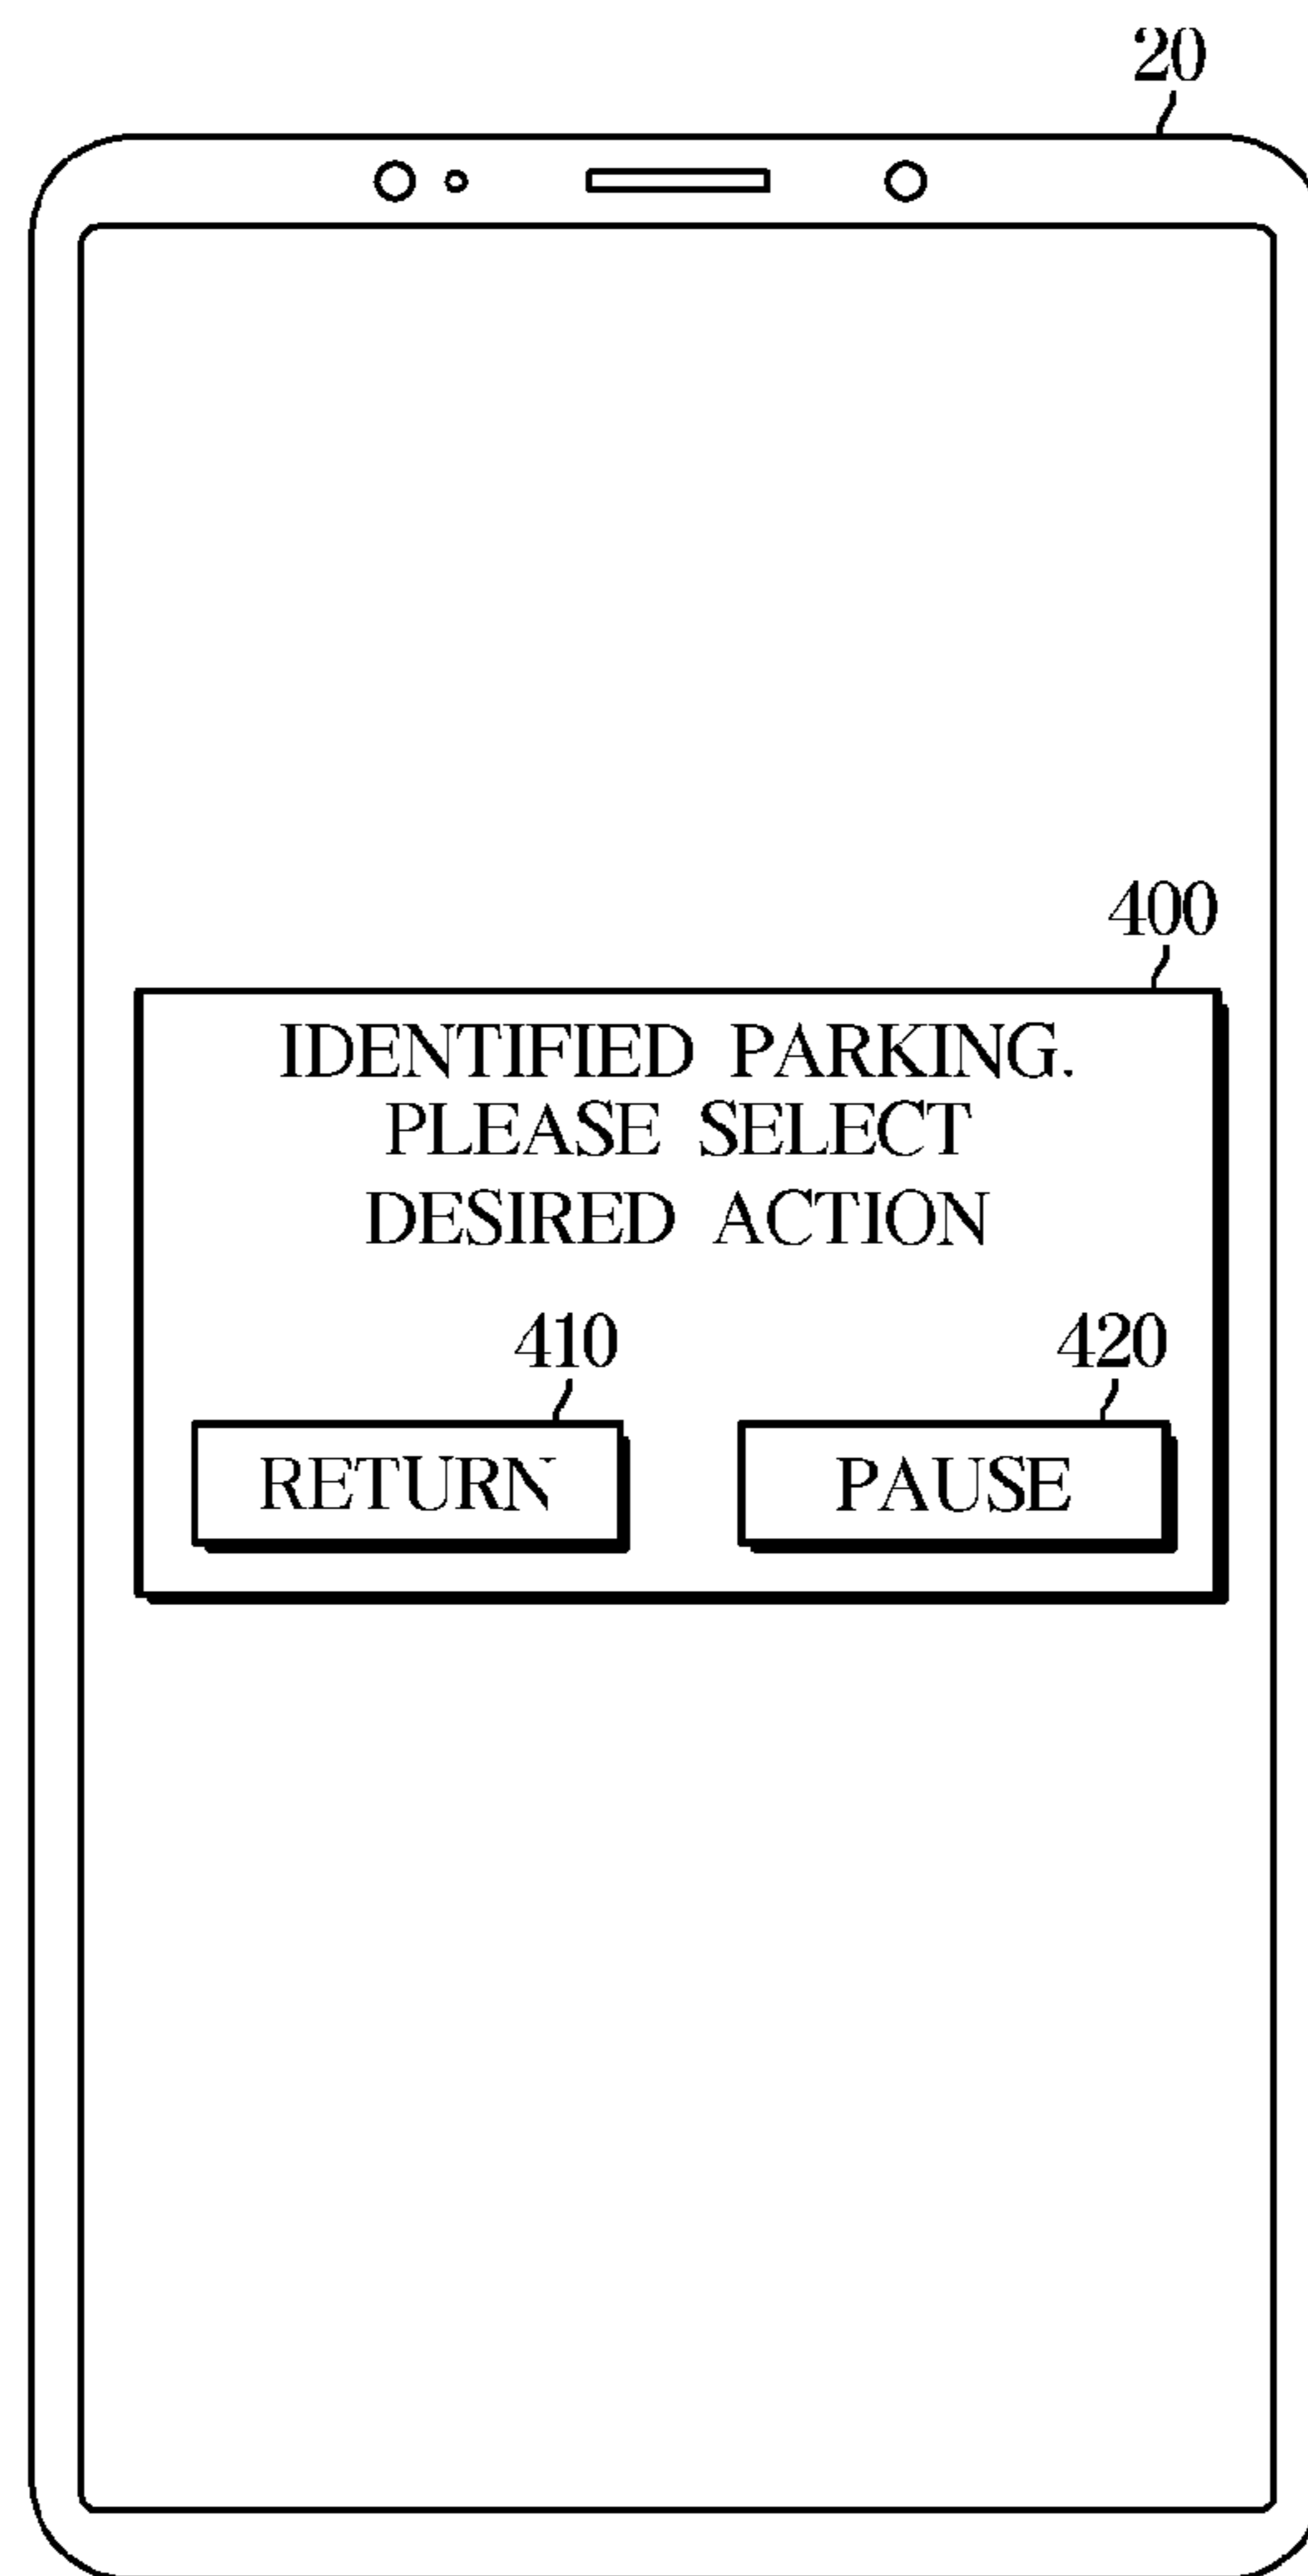 20
400
IDENTIFIED PARKING.
PLEASE SELECT
DESIRED ACTION
410 420
RETURN PAUSE